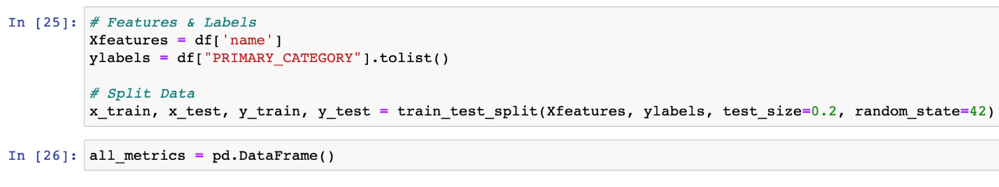 In [25]: # Features & Labels
Xfeatures = df['name']
ylabels = df["PRIMARY_CATEGORY"].tolist()
# Split Data
x_train, x_test, y_train, y_test = train_test_split(Xfeatures, ylabels, test_size=0.2, random_state=42)
In [26]: all_metrics = pd.DataFrame()